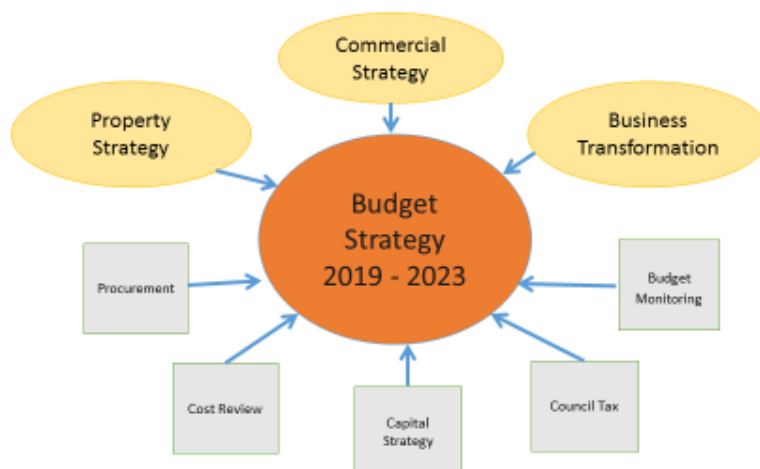 Commercial
Strategy
Property
Strategy
Business
Transformation
Budget
Strategy
2019 - 2023
Procurement
Budget
Monitoring
Cost Review
Capital
Strategy
Council Tax